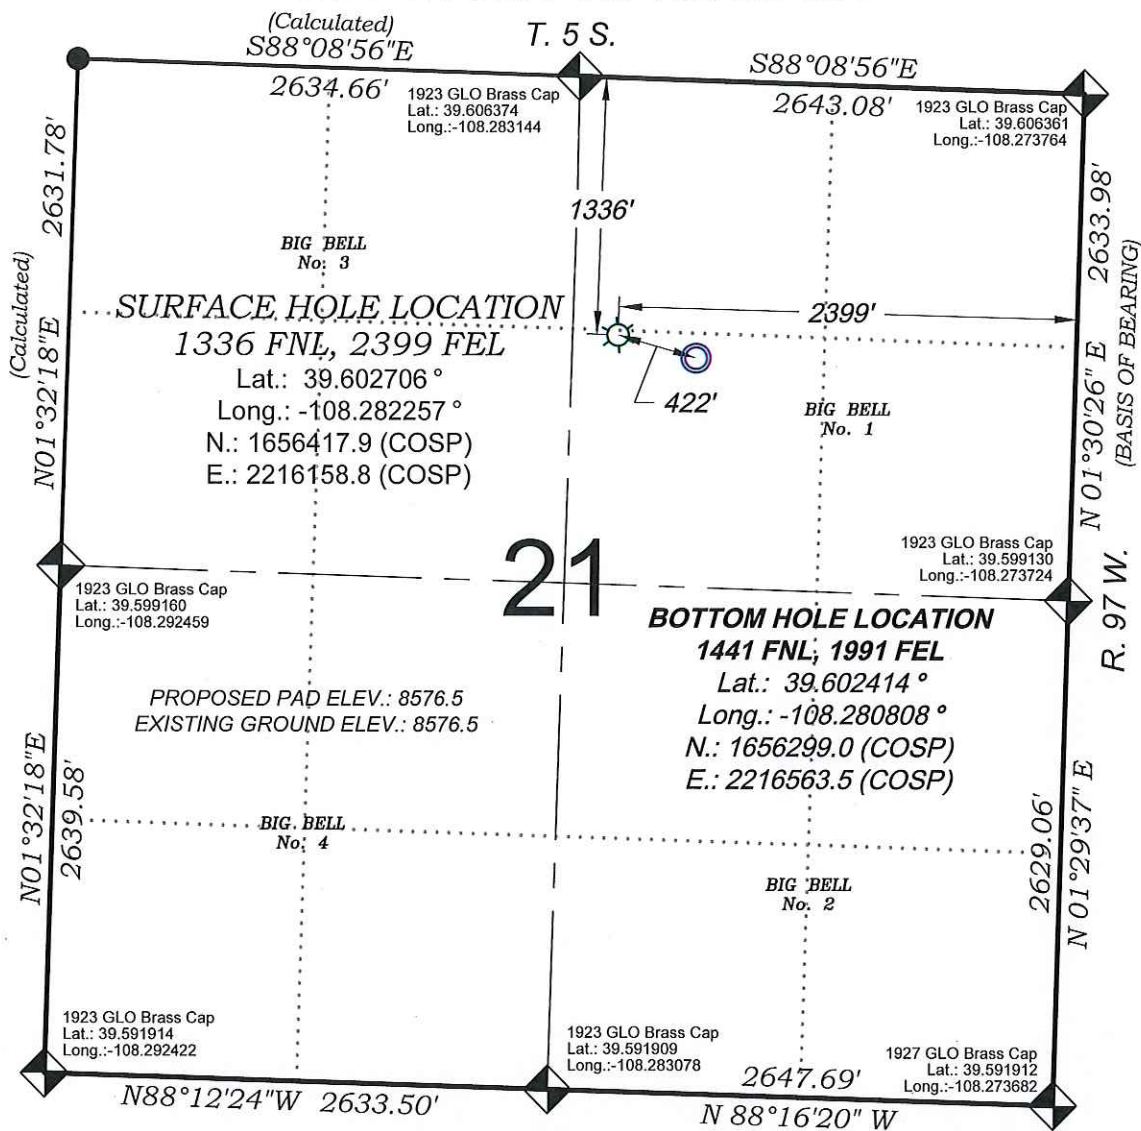 (Calculated)
S88°08'56"E
T. 5 S.
S88°08'56"E
2634.66'
1923 GLO Brass Cap
Lat.: 39.606374
Long.:-108.283144
2643.08'
1923 GLO Brass Cap
Lat.: 39.606361
Long.:-108.273764
2631.78'
(Calculated)
N01°32'18"E
1336'
2633.98'
N 01°30'26" E
(BASIS OF BEARING)
BIG BELL
No. 3
SURFACE HOLE LOCATION
1336 FNL, 2399 FEL
Lat.: 39.602706°
Long.: -108.282257°
N.: 1656417.9 (COSP)
E.: 2216158.8 (COSP)
2399'
422'
BIG BELL
No. 1
1923 GLO Brass Cap
Lat.: 39.599160
Long.:-108.292459
21
1923 GLO Brass Cap
Lat.: 39.599130
Long.:-108.273724
R. 97 W.
BOTTOM HOLE LOCATION
1441 FNL, 1991 FEL
Lat.: 39.602414°
Long.: -108.280808°
N.: 1656299.0 (COSP)
E.: 2216563.5 (COSP)
PROPOSED PAD ELEV.: 8576.5
EXISTING GROUND ELEV.: 8576.5
N01°32'18"E
2639.58'
BIG BELL
No. 4
BIG BELL
No. 2
2629.06'
N 01°29'37" E
1923 GLO Brass Cap
Lat.: 39.591914
Long.:-108.292422
1923 GLO Brass Cap
Lat.: 39.591909
Long.:-108.283078
1927 GLO Brass Cap
Lat.: 39.591912
Long.:-108.273682
N88°12'24"W 2633.50'
2647.69'
N 88°16'20" W